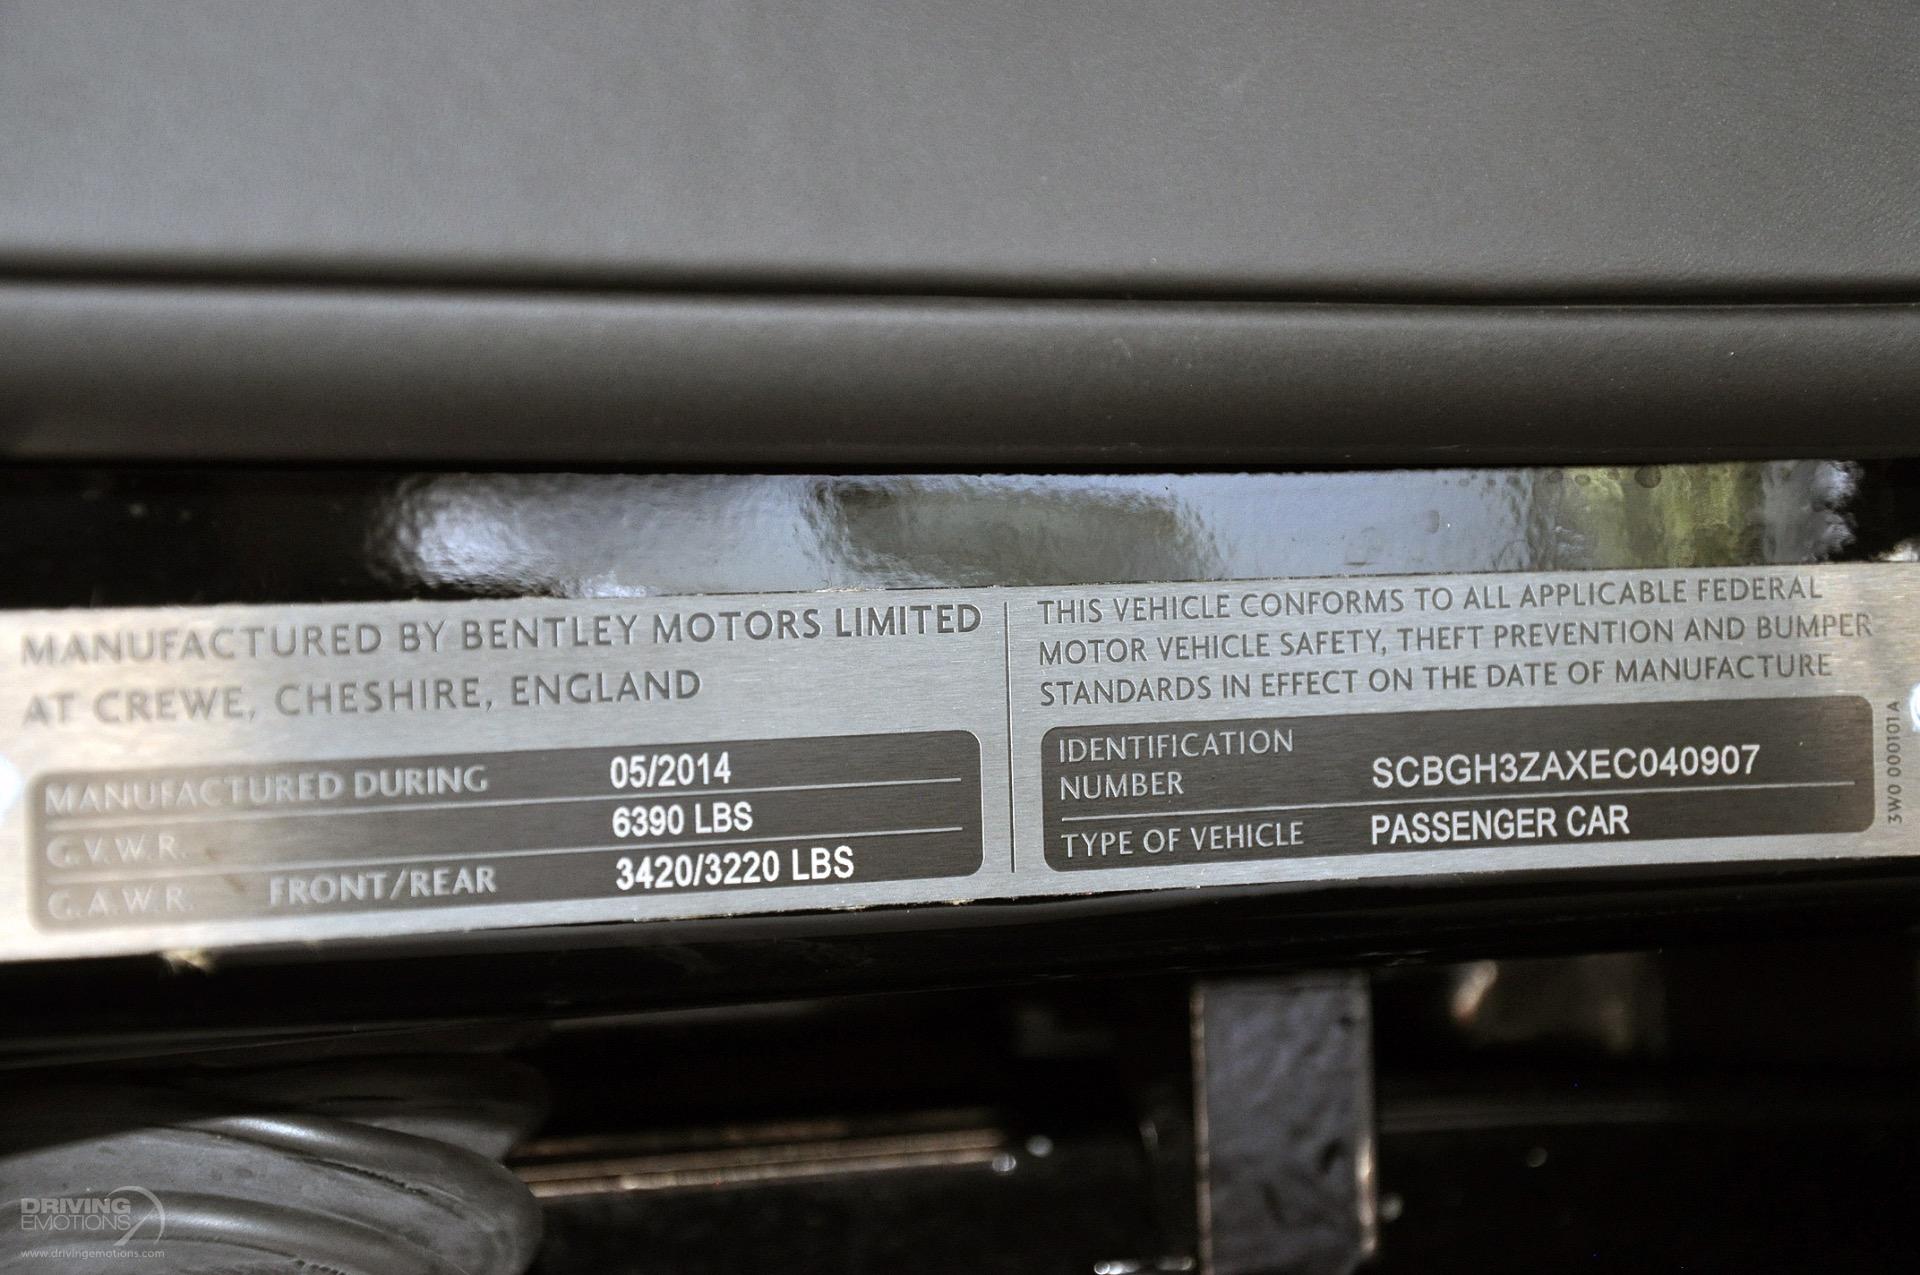 MANUFACTURED BY BENTLEY MOTORS LIMITED
AT CREWE, CHESHIRE, ENGLAND
MANUFACTURED DURING 05/2014
G.V.W.R. 6390 LBS
G.A.W.R. FRONT/REAR 3420/3220 LBS
THIS VEHICLE CONFORMS TO ALL APPLICABLE FEDERAL
MOTOR VEHICLE SAFETY, THEFT PREVENTION AND BUMPER
STANDARDS IN EFFECT ON THE DATE OF MANUFACTURE
IDENTIFICATION
NUMBER SCBGH3ZAXEC040907
TYPE OF VEHICLE PASSENGER CAR
3W0 000101A
DRIVING
EMOTIONS
www.drivingemotions.com